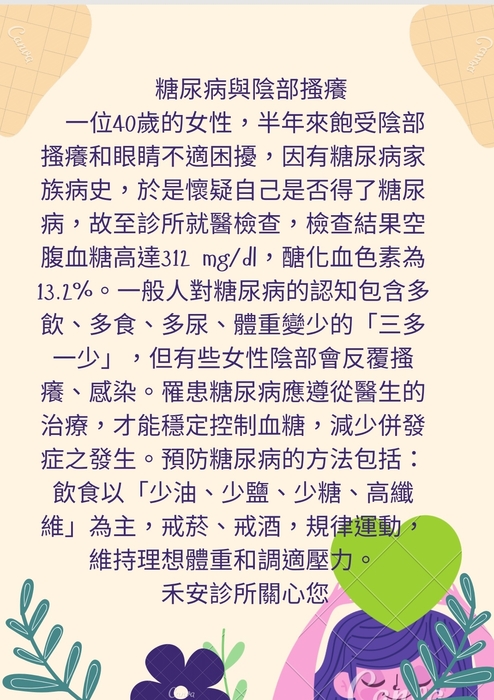 糖尿病與陰部搔癢
一位40歲的女性，半年來飽受陰部
搔癢和眼睛不適困擾，因有糖尿病家
族病史，於是懷疑自己是否得了糖尿
病，故至診所就醫檢查，檢查結果空
腹血糖高達312 mg/dl，醣化血色素為
13.2%。一般人對糖尿病的認知包含多
飲、多食、多尿、體重變少的「三多
一少」，但有些女性陰部會反覆搔
癢、感染。罹患糖尿病應遵從醫生的
治療，才能穩定控制血糖，減少併發
症之發生。預防糖尿病的方法包括：
飲食以「少油、少鹽、少糖、高纖
維」為主，戒菸、戒酒，規律運動，
維持理想體重和調適壓力。
禾安診所關心您
Canva
Canva
Canva
Canva